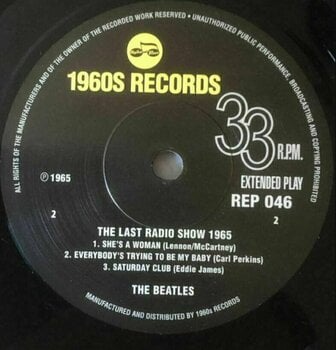 ALL RIGHTS OF THE MANUFACTURERS AND OF THE OWNER OF THE RECORDED WORK RESERVED • UNAUTHORIZED PUBLIC PERFORMANCE, BROADCASTING AND COPYING PROHIBITED
1960S RECORDS
33 R.P.M.
EXTENDED PLAY
REP 046
℗ 1965
2
2
THE LAST RADIO SHOW 1965
1. SHE'S A WOMAN (Lennon/McCartney)
2. EVERYBODY'S TRYING TO BE MY BABY (Carl Perkins)
3. SATURDAY CLUB (Eddie James)
THE BEATLES
MANUFACTURED AND DISTRIBUTED BY 1960s RECORDS